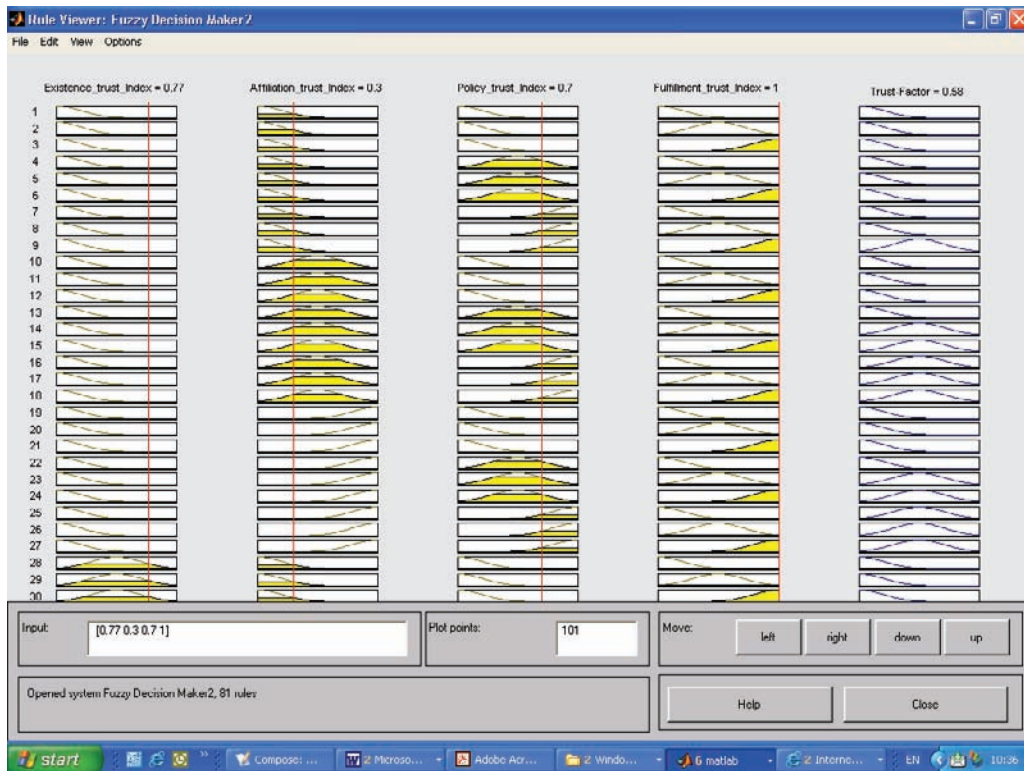 Rule Viewer: Fuzzy Decision Maker2
File Edit View Options
Existence_trust_Index = 0.77
Affiliation_trust_Index = 0.3
Policy_trust_Index = 0.7
Fulfilment_trust_Index = 1
Trust-Factor = 0.58
1
2
3
4
5
6
7
8
9
10
11
12
13
14
15
16
17
18
19
20
21
22
23
24
25
26
27
28
29
30
Input: [0.77 0.3 0.7 1]
Plot points: 101
Move: left right down up
Opened system Fuzzy Decision Maker2, 81 rules
Help Close
start Compose: ... 2 Microso... Adobe Acr... 2 Windo... 6 matlab 2 Interne... EN 10:36